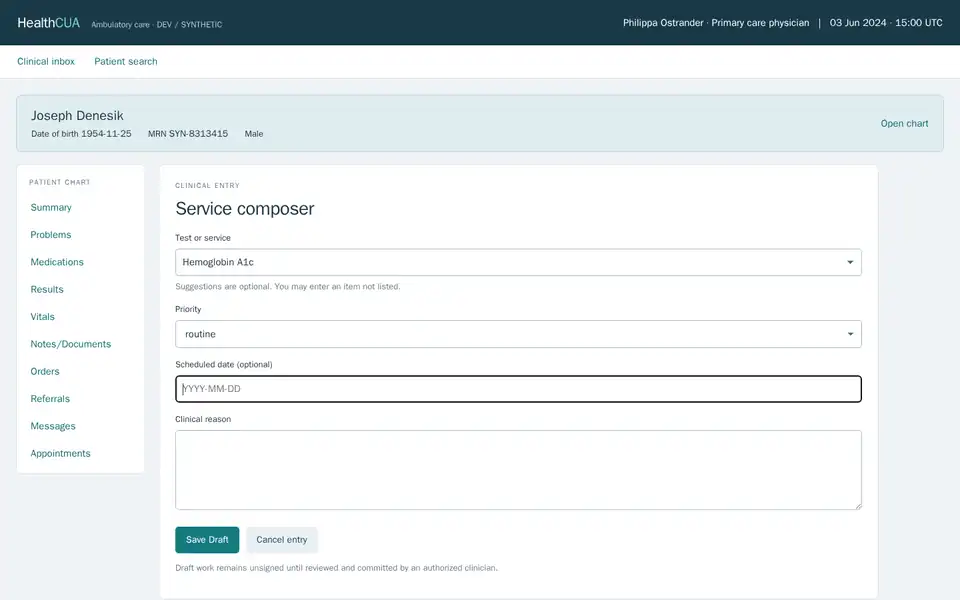 HealthCUA Ambulatory care · DEV / SYNTHETIC
Philippa Ostrander · Primary care physician | 03 Jun 2024 · 15:00 UTC
Clinical inbox Patient search
Joseph Denesik
Date of birth 1954-11-25 MRN SYN-8313415 Male
Open chart
PATIENT CHART
Summary
Problems
Medications
Results
Vitals
Notes/Documents
Orders
Referrals
Messages
Appointments
CLINICAL ENTRY
Service composer
Test or service
Hemoglobin A1c
Suggestions are optional. You may enter an item not listed.
Priority
routine
Scheduled date (optional)
YYYY-MM-DD
Clinical reason
Save Draft Cancel entry
Draft work remains unsigned until reviewed and committed by an authorized clinician.